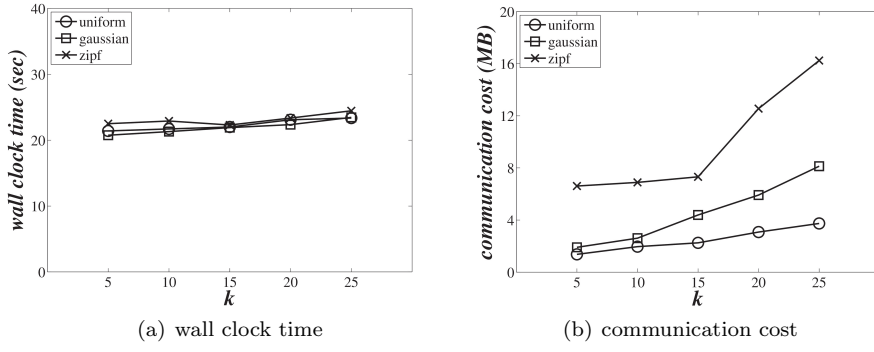 40
30
20
10
0
wall clock time (sec)
uniform
gaussian
zipf
5 10 15 20 25
k
(a) wall clock time
20
16
12
8
4
0
communication cost (MB)
uniform
gaussian
zipf
5 10 15 20 25
k
(b) communication cost